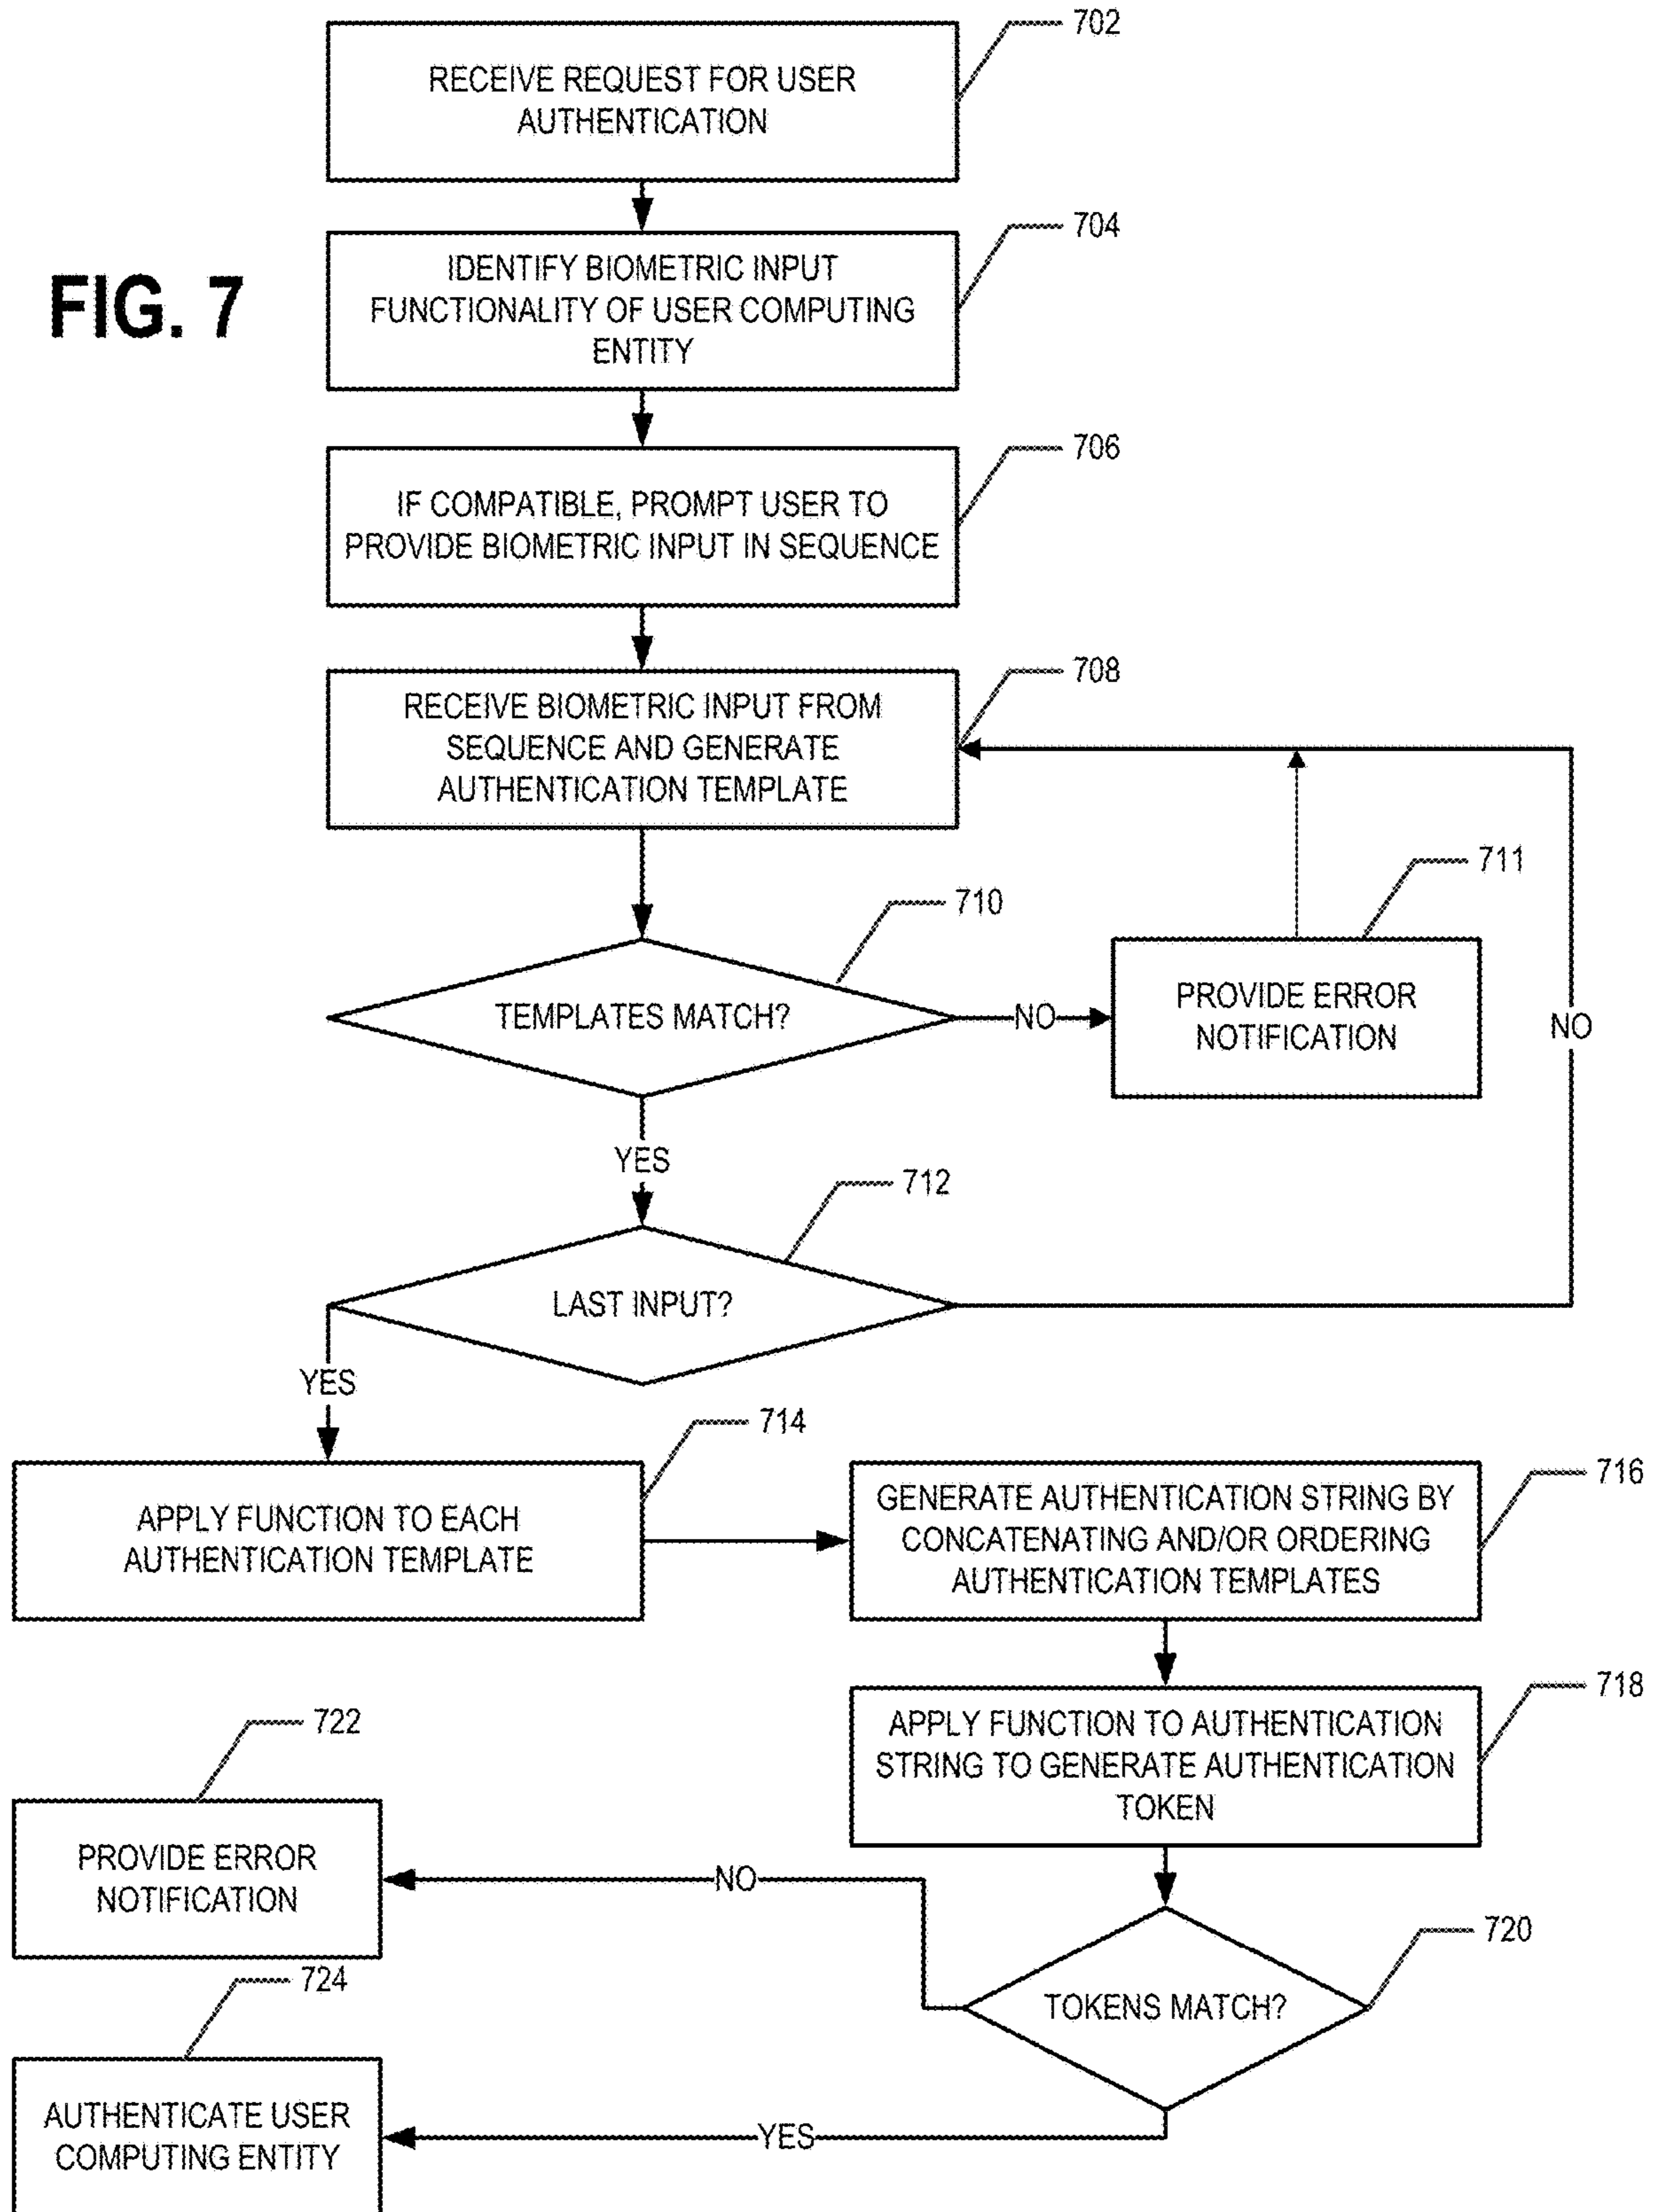 702
RECEIVE REQUEST FOR USER
AUTHENTICATION
704
FIG. 7
IDENTIFY BIOMETRIC INPUT
FUNCTIONALITY OF USER COMPUTING
ENTITY
706
IF COMPATIBLE, PROMPT USER TO
PROVIDE BIOMETRIC INPUT IN SEQUENCE
708
RECEIVE BIOMETRIC INPUT FROM
SEQUENCE AND GENERATE
AUTHENTICATION TEMPLATE
711
710
TEMPLATES MATCH?
NO
PROVIDE ERROR
NOTIFICATION
NO
YES
712
LAST INPUT?
YES
714
APPLY FUNCTION TO EACH
AUTHENTICATION TEMPLATE
716
GENERATE AUTHENTICATION STRING BY
CONCATENATING AND/OR ORDERING
AUTHENTICATION TEMPLATES
718
APPLY FUNCTION TO AUTHENTICATION
STRING TO GENERATE AUTHENTICATION
TOKEN
722
PROVIDE ERROR
NOTIFICATION
NO
720
TOKENS MATCH?
724
AUTHENTICATE USER
COMPUTING ENTITY
YES